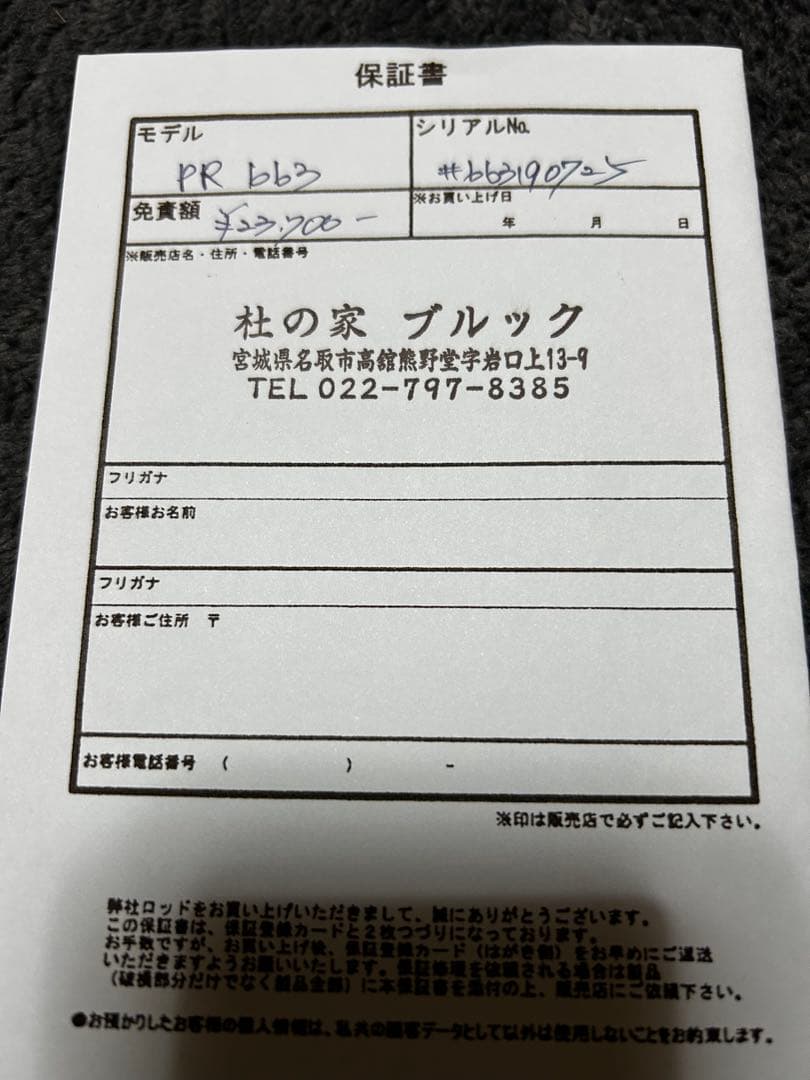 保証書
モデル
PR 663
シリアルNo.
#663190725
免責額 ¥23,700-
※お買い上げ日
年 月 日
※販売店名・住所・電話番号
杜の家 ブルック
宮城県名取市高舘熊野堂字岩口上13-9
TEL 022-797-8385
フリガナ
お客様お名前
フリガナ
お客様ご住所 〒
お客様電話番号 ( ) -
※印は販売店で必ずご記入下さい。
弊社ロッドをお買い上げいただきまして、誠にありがとうございます。
この保証書は、保証登録カードと2枚つづりになっております。
お手数ですが、お買い上げ後、保証登録カード(はがき側)をお早めにご返送
いただきますようお願いいたします。保証修理を依頼される場合は製品
(破損部分だけでなく製品全部)に本保証書を添付の上、販売店にご依頼下さい。
●お預かりしたお客様の個人情報は、私共の顧客データとして以外は使用しないことをお約束します。